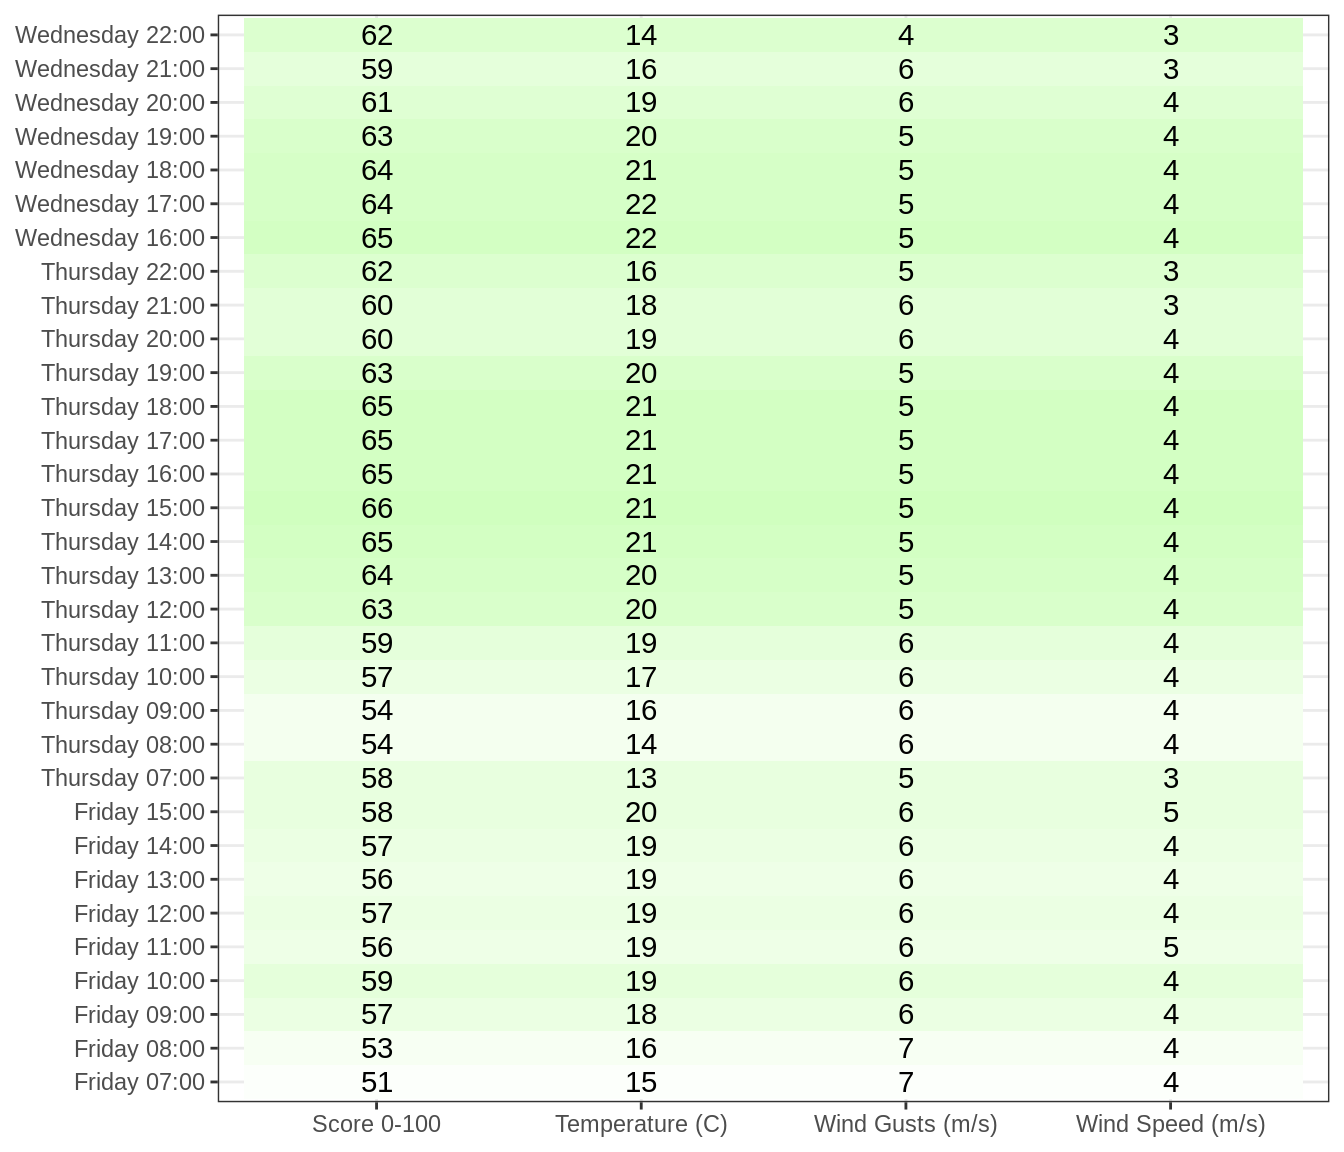 Wednesday 22:00 62 14 4 3
Wednesday 21:00 59 16 6 3
Wednesday 20:00 61 19 6 4
Wednesday 19:00 63 20 5 4
Wednesday 18:00 64 21 5 4
Wednesday 17:00 64 22 5 4
Wednesday 16:00 65 22 5 4
Thursday 22:00 62 16 5 3
Thursday 21:00 60 18 6 3
Thursday 20:00 60 19 6 4
Thursday 19:00 63 20 5 4
Thursday 18:00 65 21 5 4
Thursday 17:00 65 21 5 4
Thursday 16:00 65 21 5 4
Thursday 15:00 66 21 5 4
Thursday 14:00 65 21 5 4
Thursday 13:00 64 20 5 4
Thursday 12:00 63 20 5 4
Thursday 11:00 59 19 6 4
Thursday 10:00 57 17 6 4
Thursday 09:00 54 16 6 4
Thursday 08:00 54 14 6 4
Thursday 07:00 58 13 5 3
Friday 15:00 58 20 6 5
Friday 14:00 57 19 6 4
Friday 13:00 56 19 6 4
Friday 12:00 57 19 6 4
Friday 11:00 56 19 6 5
Friday 10:00 59 19 6 4
Friday 09:00 57 18 6 4
Friday 08:00 53 16 7 4
Friday 07:00 51 15 7 4
Score 0-100 Temperature (C) Wind Gusts (m/s) Wind Speed (m/s)